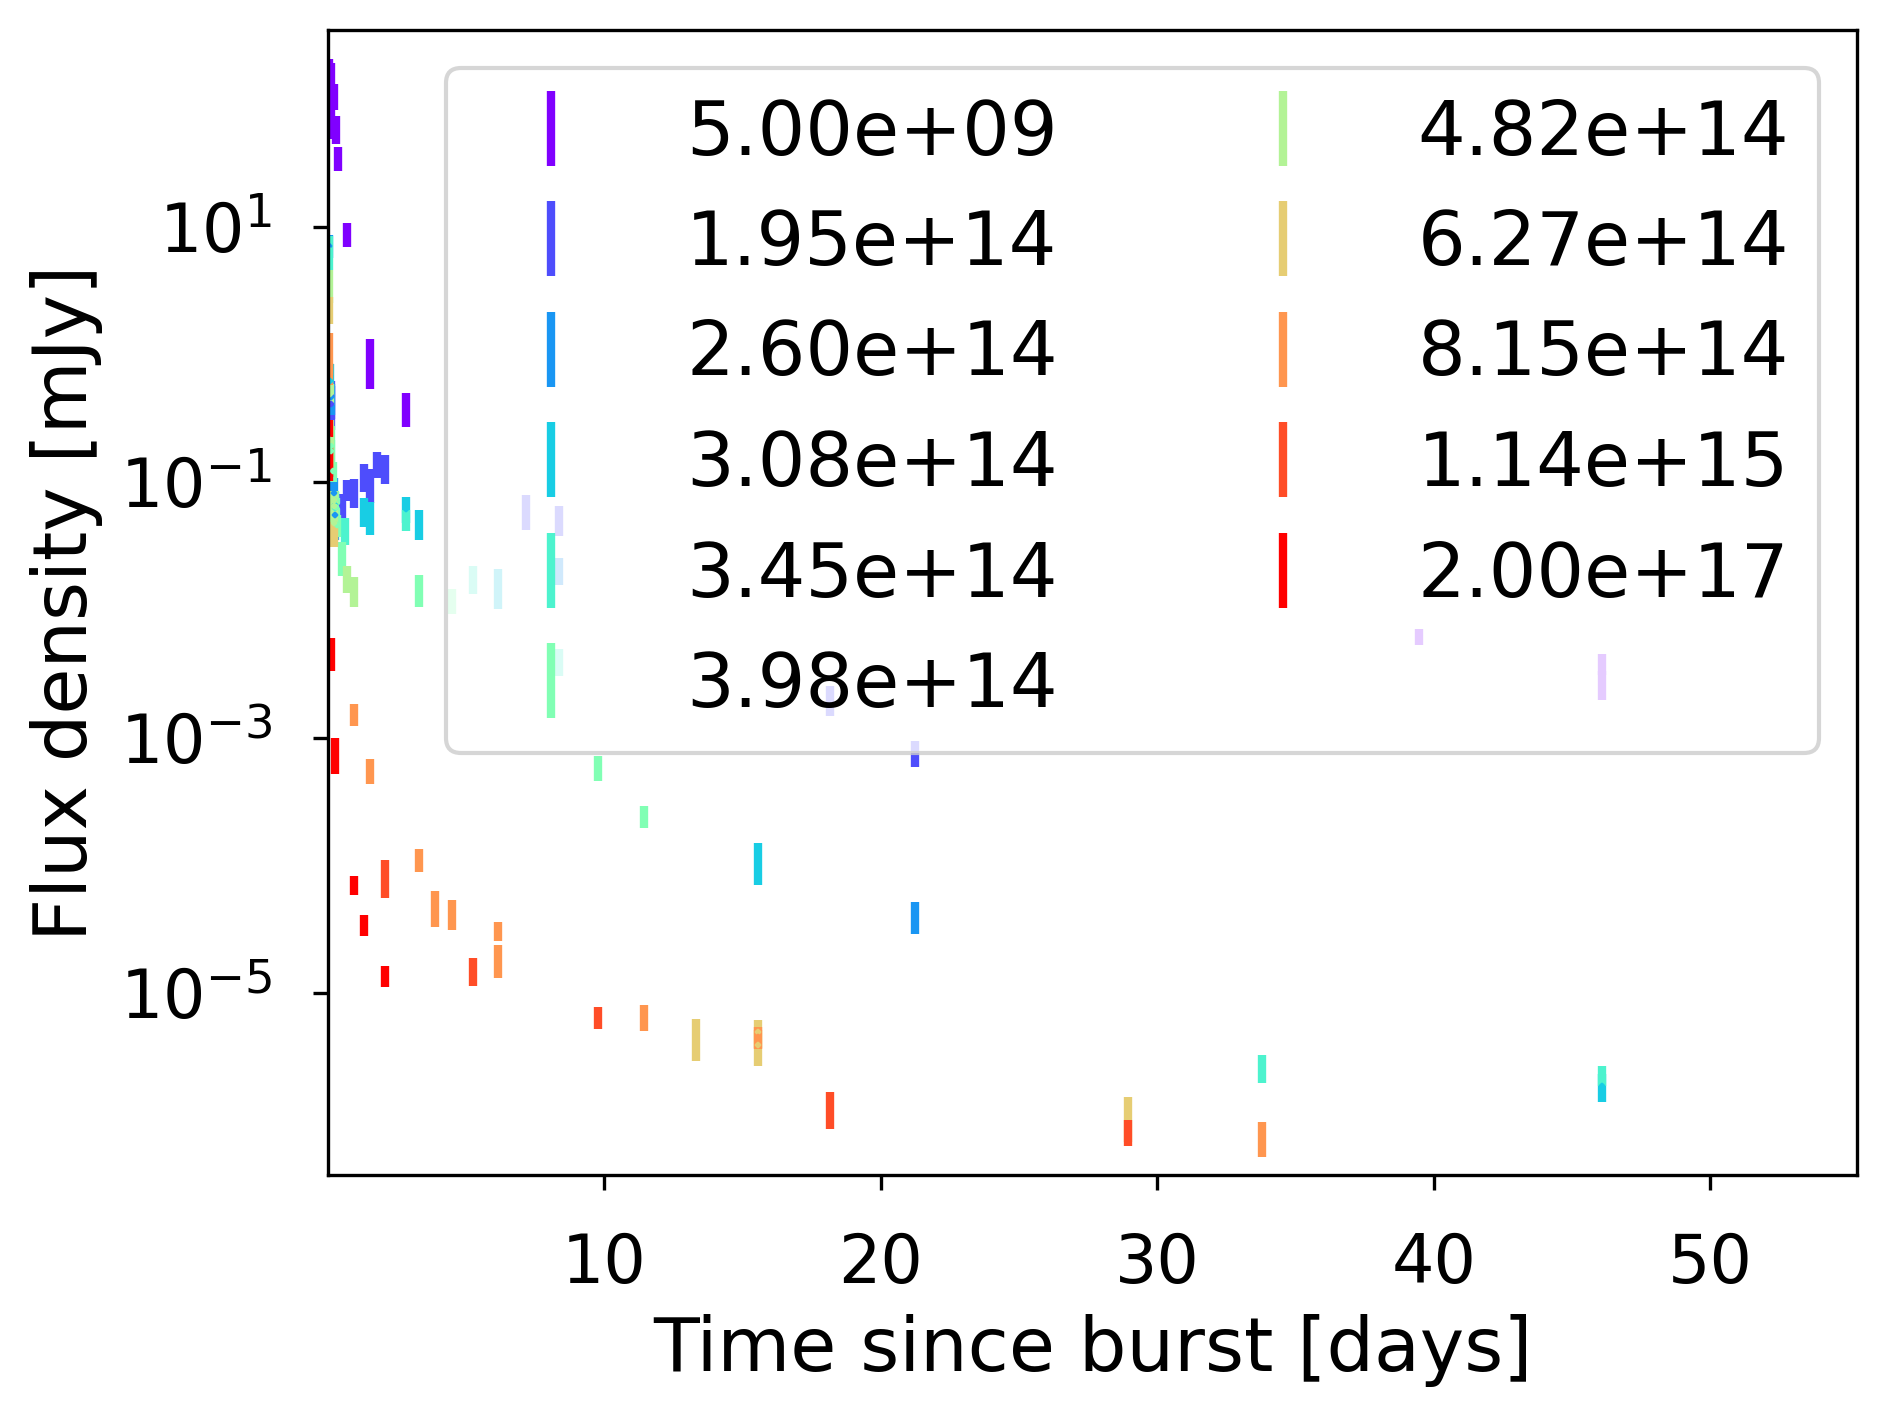 Flux density [mJy]
10¹
10⁻¹
10⁻³
10⁻⁵
5.00e+09
1.95e+14
2.60e+14
3.08e+14
3.45e+14
3.98e+14
4.82e+14
6.27e+14
8.15e+14
1.14e+15
2.00e+17
10 20 30 40 50
Time since burst [days]